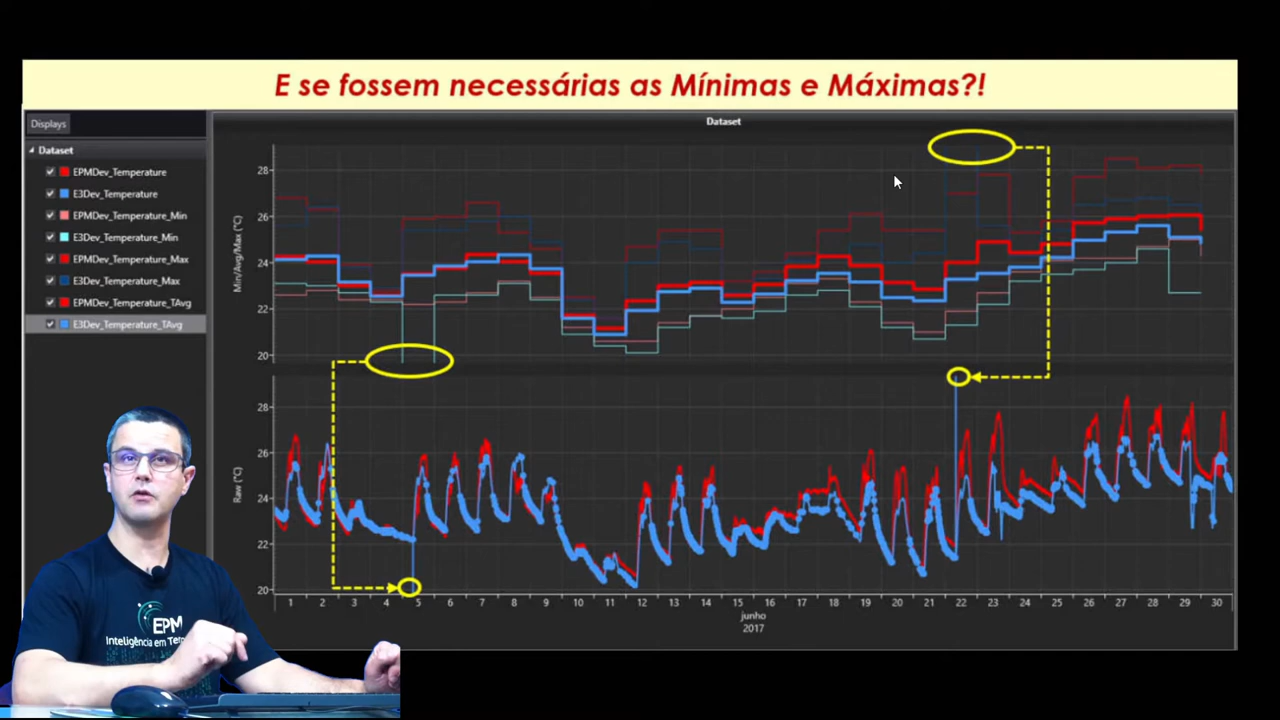 E se fossem necessárias as Mínimas e Máximas?!
Displays
Dataset
Dataset
EPMDev_Temperature
E3Dev_Temperature
EPMDev_Temperature_Min
E3Dev_Temperature_Min
EPMDev_Temperature_Max
E3Dev_Temperature_Max
EPMDev_Temperature_TAvg
E3Dev_Temperature_TAvg
Min/Avg/Max (°C)
28
26
24
22
20
Raw (°C)
28
26
24
22
20
1 2 3 4 5 6 7 8 9 10 11 12 13 14 15 16 17 18 19 20 21 22 23 24 25 26 27 28 29 30
junho
2017
EPM
Inteligência em